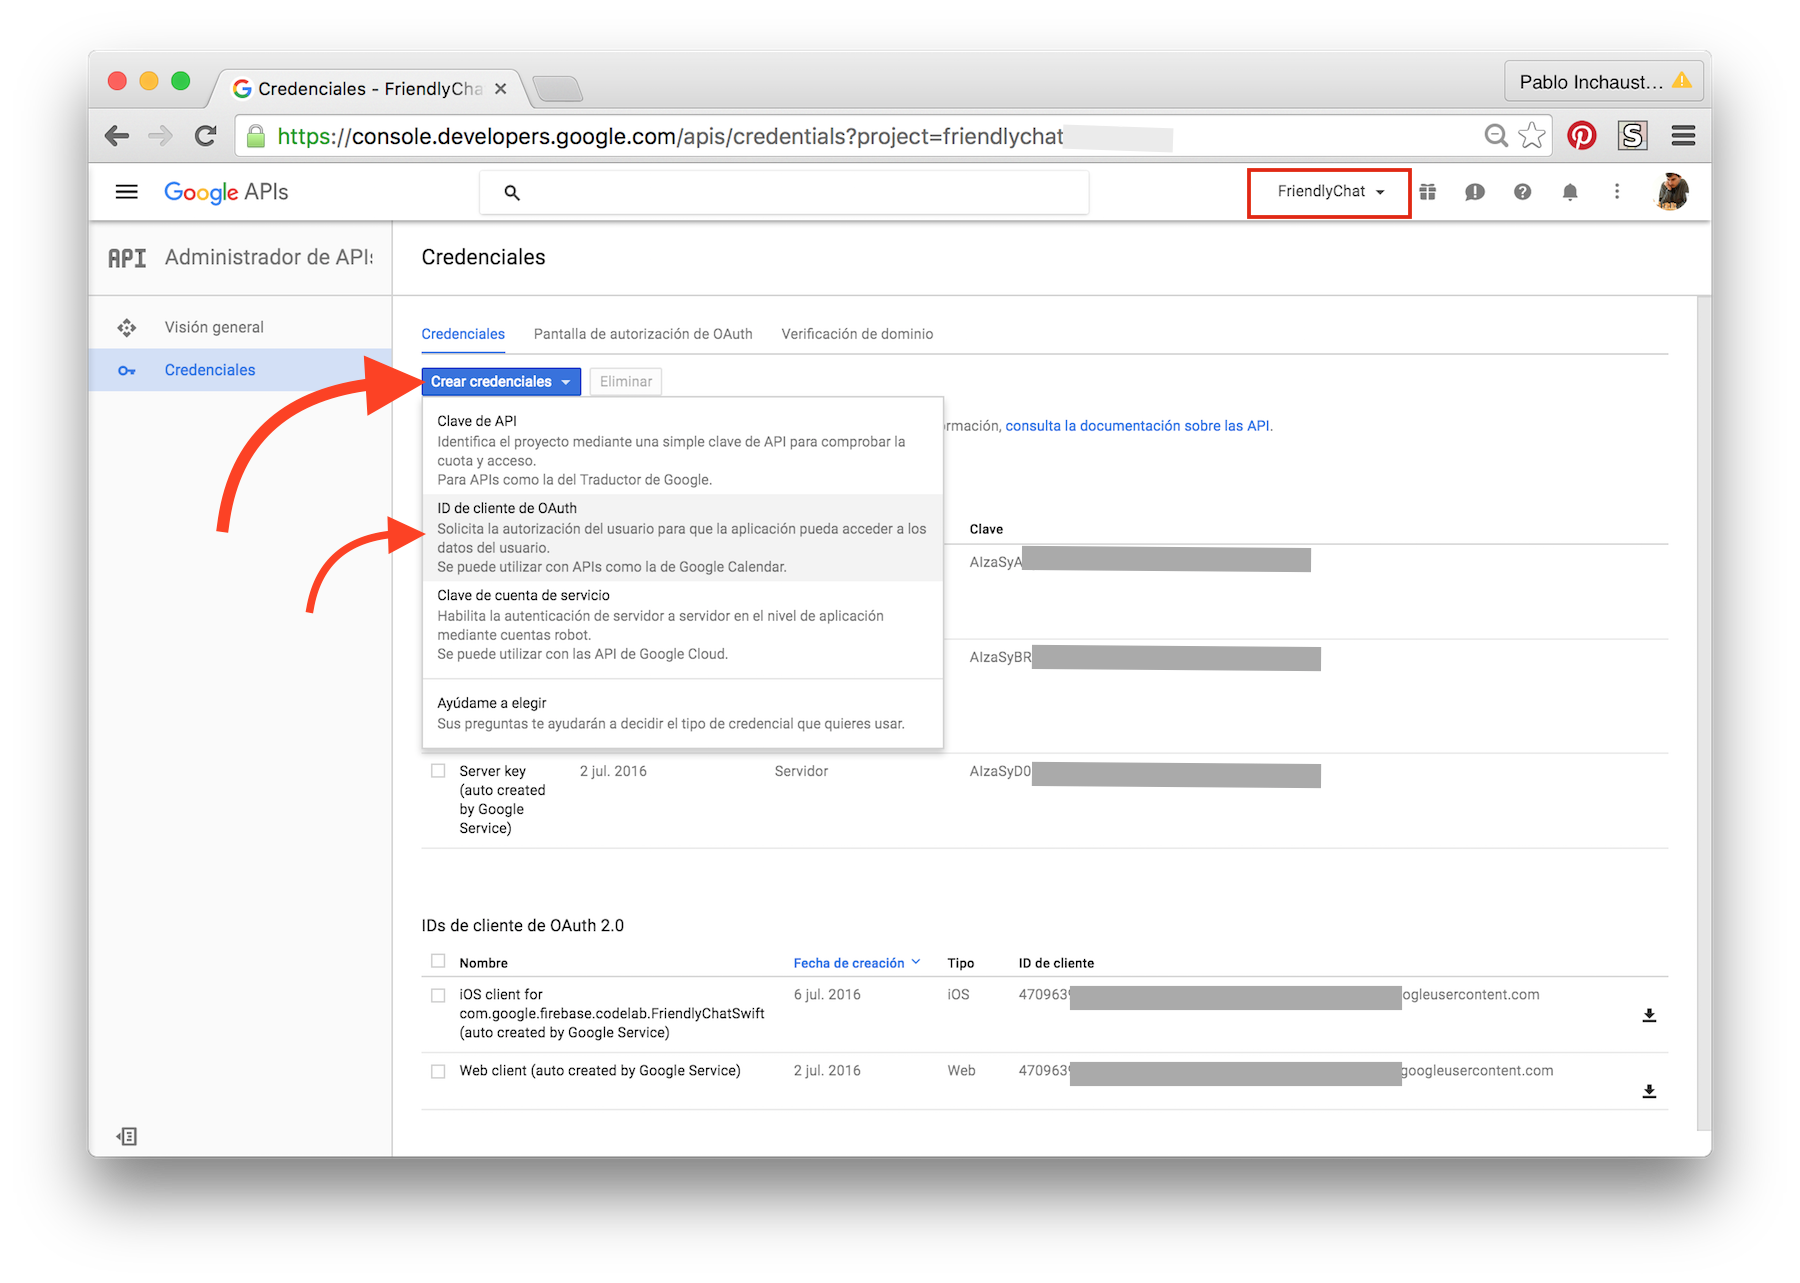 Credenciales - FriendlyCha
Pablo Inchaust...
https://console.developers.google.com/apis/credentials?project=friendlychat
Google APIs
FriendlyChat
API Administrador de APIs
Credenciales
Visión general
Credenciales
Credenciales Pantalla de autorización de OAuth Verificación de dominio
Crear credenciales Eliminar
Clave de API
Identifica el proyecto mediante una simple clave de API para comprobar la
cuota y acceso.
Para APIs como la del Traductor de Google.
ID de cliente de OAuth
Solicita la autorización del usuario para que la aplicación pueda acceder a los
datos del usuario.
Se puede utilizar con APIs como la de Google Calendar.
Clave de cuenta de servicio
Habilita la autenticación de servidor a servidor en el nivel de aplicación
mediante cuentas robot.
Se puede utilizar con las API de Google Cloud.
Ayúdame a elegir
Sus preguntas te ayudarán a decidir el tipo de credencial que quieres usar.
rmación, consulta la documentación sobre las API.
Clave
AIzaSyA
AIzaSyBR
Server key 2 jul. 2016 Servidor AIzaSyD0
(auto created
by Google
Service)
IDs de cliente de OAuth 2.0
Nombre Fecha de creación Tipo ID de cliente
iOS client for 6 jul. 2016 iOS 470963 ogleusercontent.com
com.google.firebase.codelab.FriendlyChatSwift
(auto created by Google Service)
Web client (auto created by Google Service) 2 jul. 2016 Web 470963 googleusercontent.com